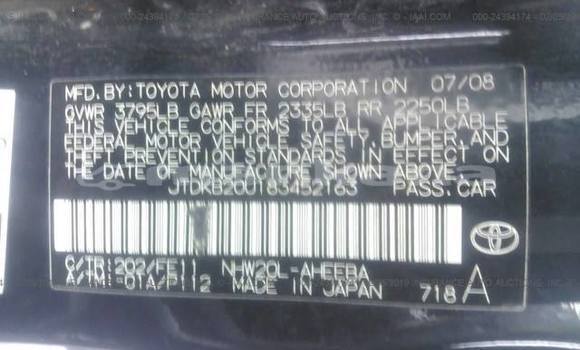 MFD.BY:TOYOTA MOTOR CORPORATION 07/08
GVWR 3795LB GAWR FR 2335LB RR 2250LB
THIS VEHICLE CONFORMS TO ALL APPLICABLE
FEDERAL MOTOR VEHICLE SAFETY,BUMPER,AND
THEFT PREVENTION STANDARDS IN EFFECT ON
THE DATE OF MANUFACTURE SHOWN ABOVE.
JTDKB20U183452163 PASS.CAR
C/TR:202/FE11 NHW20L-AHEEBA
A/TM:-01A/P112 MADE IN JAPAN 718 A
TOYOTA